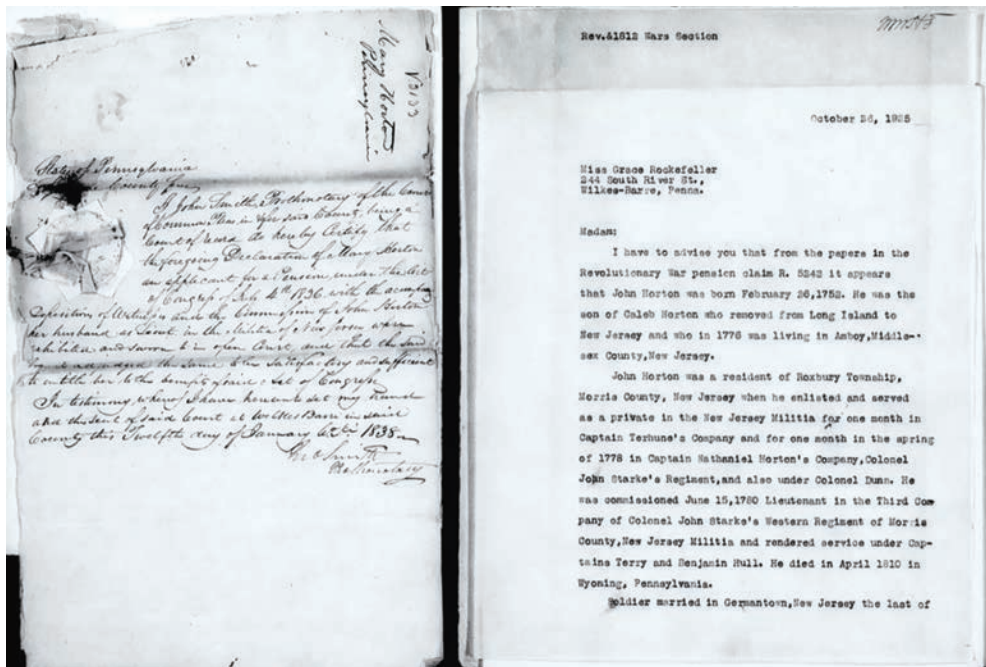 Mary Horton
Pennsylvania
State of Pennsylvania
County
I John Smith, Prothonotary of the Court
of Common Pleas in & for said County, being a
Court of record do hereby Certify that
the foregoing Declaration of Mary Horton
an applicant for a Pension under the Act
of Congress of July 4th 1836, with the
Deposition of Witnesses and the Commission of John Horton
her husband as Lieut in the Militia of New Jersey were
exhibited and sworn to in open Court, and that the said
the same to be Satisfactory and sufficient
to entitle her to the benefit of said Act of Congress
In testimony whereof I have hereunto set my hand
and the seal of said Court at Wilkes Barre in said
County this Twelfth day of January 1838
Smith
Prothonotary
Rev.&1812 Wars Section
October 26, 1925
Miss Grace Rockefeller
244 South River St.,
Wilkes-Barre, Penna.
Madam:
I have to advise you that from the papers in the
Revolutionary War pension claim R. 5242 it appears
that John Horton was born February 26,1752. He was the
son of Caleb Horton who removed from Long Island to
New Jersey and who in 1776 was living in Amboy,Middle-
sex County,New Jersey.
John Horton was a resident of Roxbury Township,
Morris County, New Jersey when he enlisted and served
as a private in the New Jersey Militia for one month in
Captain Terhune's Company and for one month in the spring
of 1778 in Captain Nathaniel Horton's Company,Colonel
John Starke's Regiment,and also under Colonel Dunn. He
was commissioned June 15,1780 Lieutenant in the Third Com
pany of Colonel John Starke's Western Regiment of Morris
County,New Jersey Militia and rendered service under Cap-
tains Terry and Benjamin Hull. He died in April 1810 in
Wyoming, Pennsylvania.
Soldier married in Germantown,New Jersey the last of